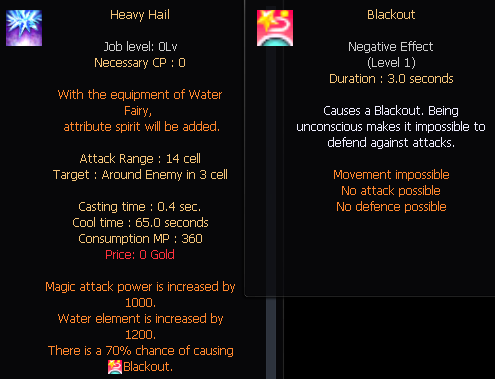 Heavy Hail
Job level: 0Lv
Necessary CP : 0
With the equipment of Water
Fairy,
attribute spirit will be added.
Attack Range : 14 cell
Target : Around Enemy in 3 cell
Casting time : 0.4 sec.
Cool time : 65.0 seconds
Consumption MP : 360
Price: 0 Gold
Magic attack power is increased by
1000.
Water element is increased by
1200.
There is a 70% chance of causing
Blackout.
Blackout
Negative Effect
(Level 1)
Duration : 3.0 seconds
Causes a Blackout. Being
unconscious makes it impossible to
defend against attacks.
Movement impossible
No attack possible
No defence possible